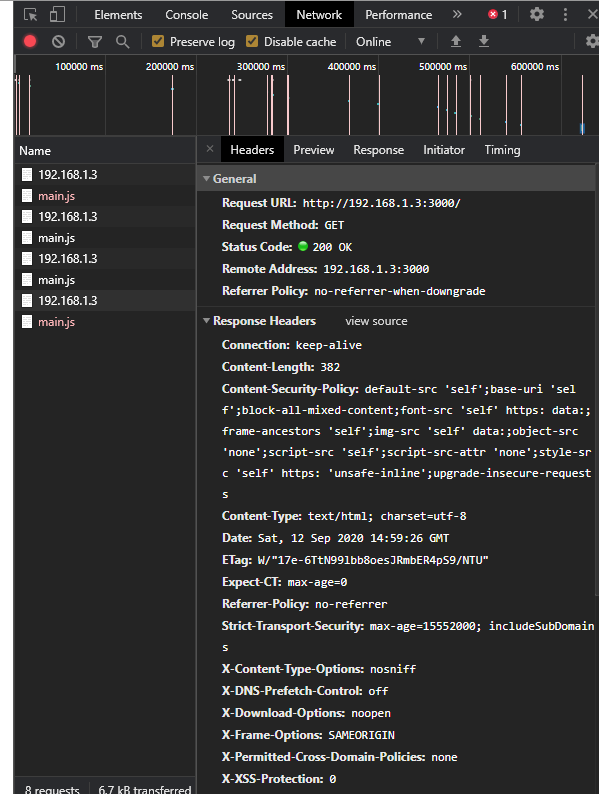 Elements Console Sources Network Performance » 1
Preserve log Disable cache Online ▼
100000 ms 200000 ms 300000 ms 400000 ms 500000 ms 600000 ms
Name
192.168.1.3
main.js
192.168.1.3
main.js
192.168.1.3
main.js
192.168.1.3
main.js
8 requests 6.7 kB transferred
× Headers Preview Response Initiator Timing
General
Request URL: http://192.168.1.3:3000/
Request Method: GET
Status Code: 200 OK
Remote Address: 192.168.1.3:3000
Referrer Policy: no-referrer-when-downgrade
Response Headers view source
Connection: keep-alive
Content-Length: 382
Content-Security-Policy: default-src 'self';base-uri 'sel
f';block-all-mixed-content;font-src 'self' https: data:;
frame-ancestors 'self';img-src 'self' data:;object-src
'none';script-src 'self';script-src-attr 'none';style-sr
c 'self' https: 'unsafe-inline';upgrade-insecure-request
s
Content-Type: text/html; charset=utf-8
Date: Sat, 12 Sep 2020 14:59:26 GMT
ETag: W/"17e-6TtN99lbb8oesJRmbER4pS9/NTU"
Expect-CT: max-age=0
Referrer-Policy: no-referrer
Strict-Transport-Security: max-age=15552000; includeSubDomain
s
X-Content-Type-Options: nosniff
X-DNS-Prefetch-Control: off
X-Download-Options: noopen
X-Frame-Options: SAMEORIGIN
X-Permitted-Cross-Domain-Policies: none
X-XSS-Protection: 0